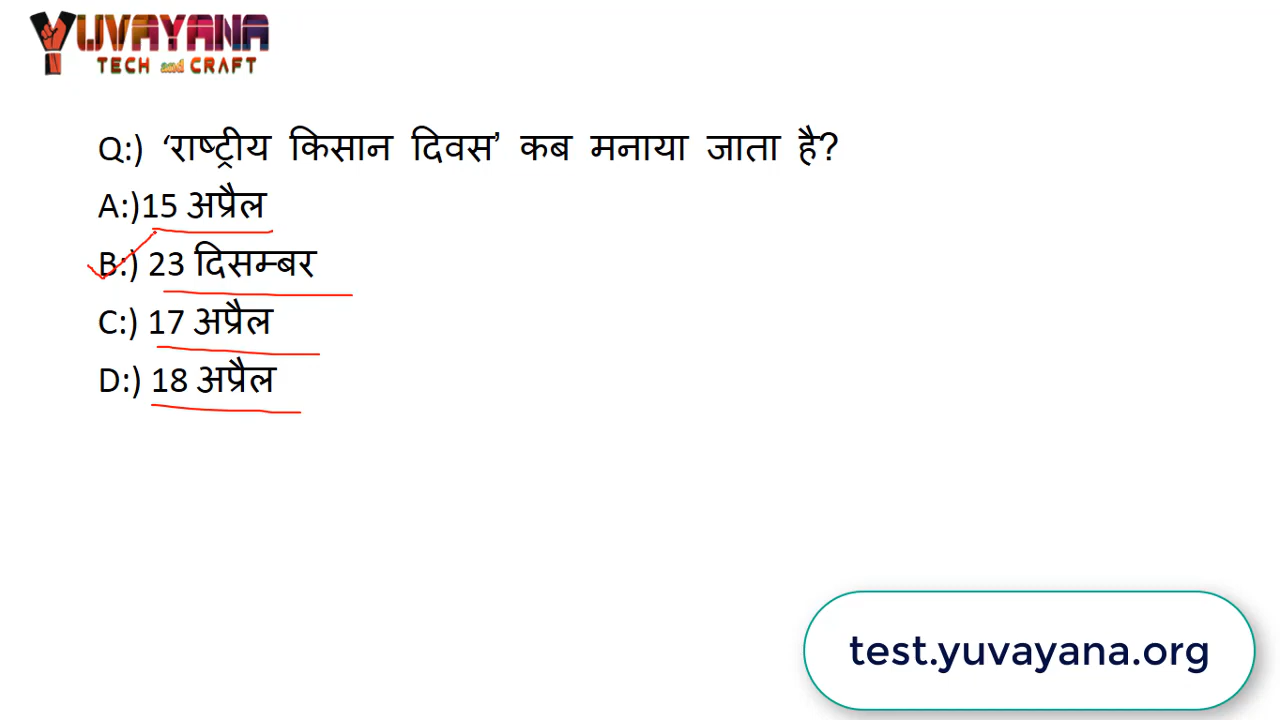 YUVAYANA
TECH and CRAFT
Q:) ‘राष्ट्रीय किसान दिवस’ कब मनाया जाता है?
A:)15 अप्रैल
B:) 23 दिसम्बर
C:) 17 अप्रैल
D:) 18 अप्रैल
test.yuvayana.org